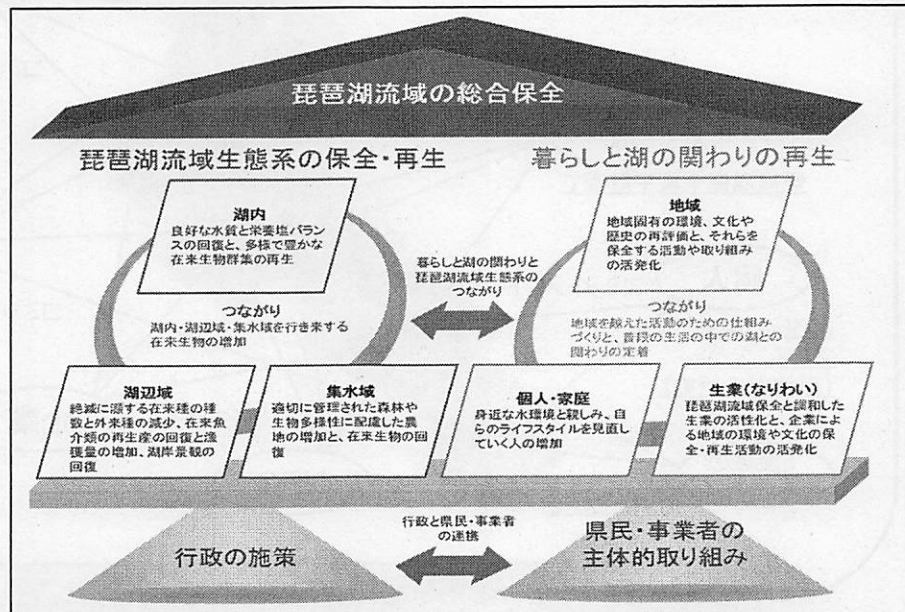 琵琶湖流域の総合保全
琵琶湖流域生態系の保全・再生
暮らしと湖の関わりの再生
湖内
良好な水質と栄養塩バラン
スの回復と、多様で豊かな
在来生物群集の再生
つながり
湖内・湖辺域・集水域を行き来する
在来生物の増加
暮らしと湖の関わりと
琵琶湖流域生態系の
つながり
地域
地域固有の環境、文化や
歴史の再評価と、それらを
保全する活動や取り組み
の活発化
つながり
地域を越えた活動のための仕組み
づくりと、普段の生活の中での湖との
関わりの定着
湖辺域
絶滅に瀕する在来種の種
数と外来種の減少、在来魚
介類の再生産の回復と漁
獲量の増加、湖岸景観の
回復
集水域
適切に管理された森林や
生物多様性に配慮した農
地の増加と、在来生物の回
復
個人・家庭
身近な水環境と親しみ、自
らのライフスタイルを見直し
ていく人の増加
生業(なりわい)
琵琶湖流域保全と調和した
生業の活性化と、企業によ
る地域の環境や文化の保
全・再生活動の活発化
行政の施策
行政と県民・事業者
の連携
県民・事業者の
主体的取り組み